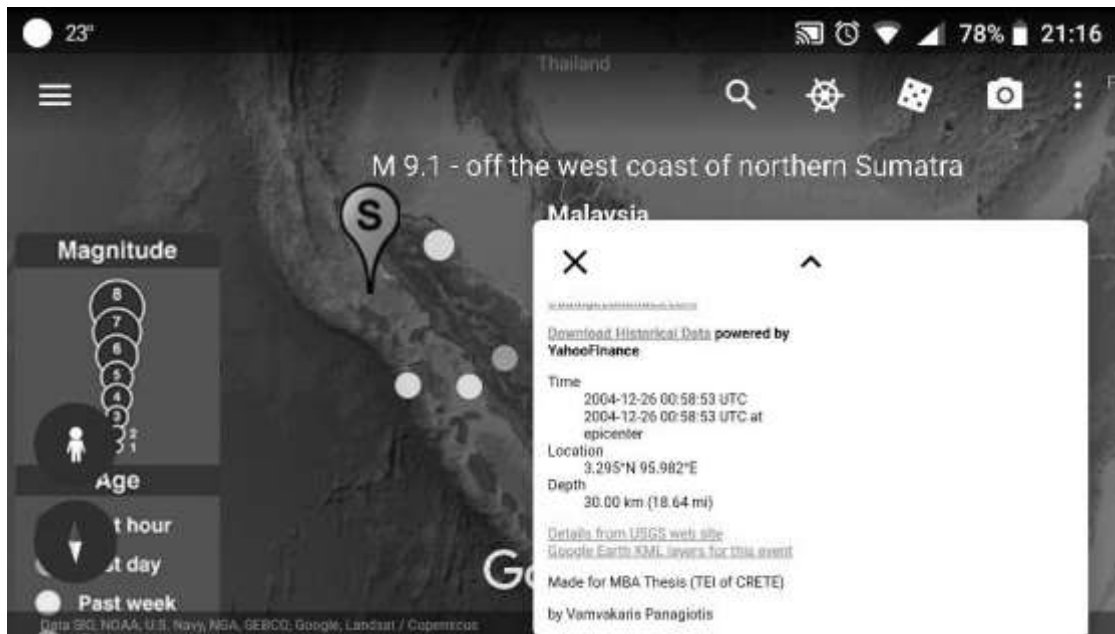 23°
78%
21:16
Gulf of
Thailand
M 9.1 - off the west coast of northern Sumatra
Malaysia
S
Magnitude
8
7
6
5
4
3
2
1
Age
t hour
st day
Past week
Go
Data SIO, NOAA, U.S. Navy, NGA, GEBCO; Google, Landsat / Copernicus
Download Historical Data powered by
YahooFinance
Time
2004-12-26 00:58:53 UTC
2004-12-26 00:58:53 UTC at
epicenter
Location
3.295°N 95.982°E
Depth
30.00 km (18.64 mi)
Details from USGS web site
Google Earth KML layers for this event
Made for MBA Thesis (TEI of CRETE)
by Vamvakaris Panagiotis